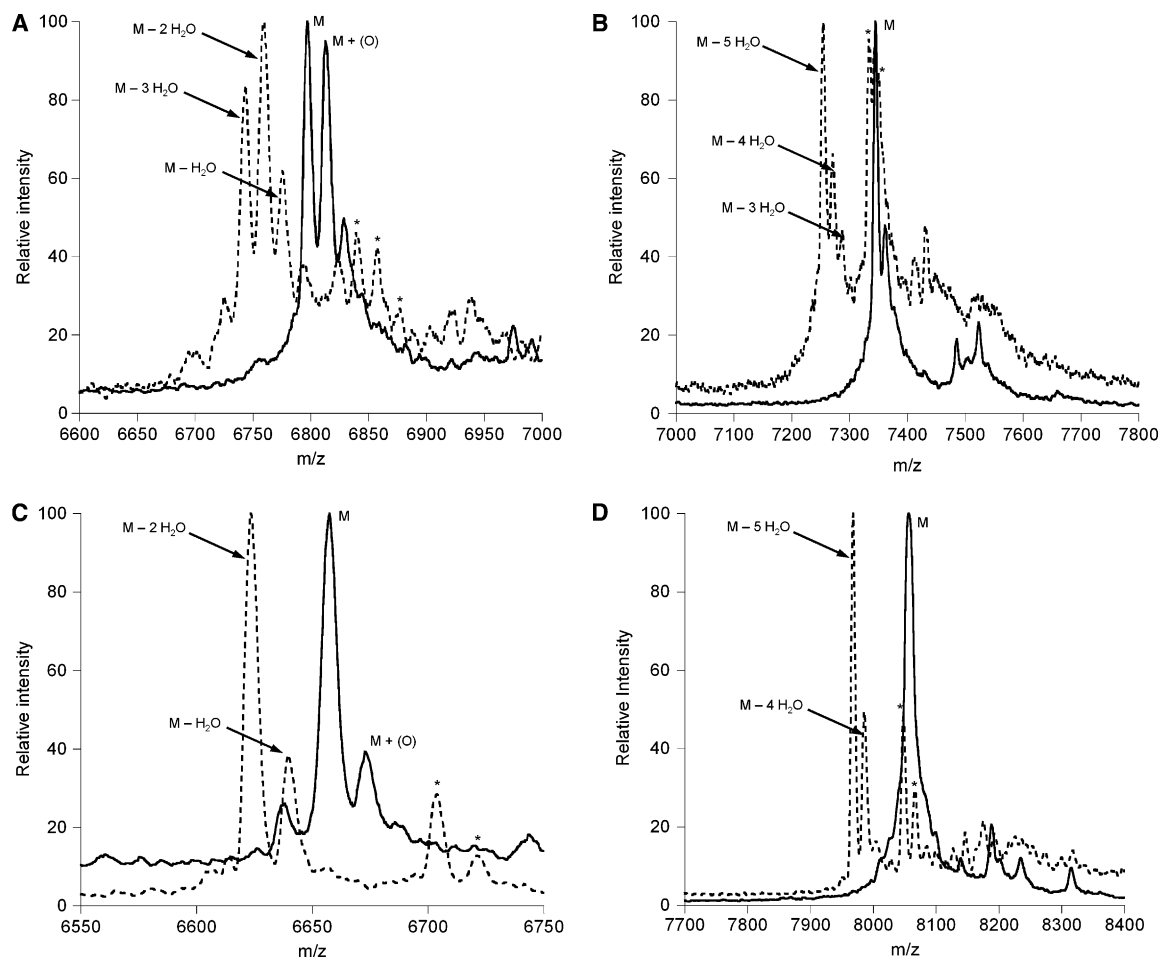 A
100
80
60
40
20
0
Relative intensity
M – 2 H₂O
M – 3 H₂O
M – H₂O
M
M + (O)
*
*
*
6600 6650 6700 6750 6800 6850 6900 6950 7000
m/z
B
100
80
60
40
20
0
Relative intensity
M – 5 H₂O
M – 4 H₂O
M – 3 H₂O
*
M
*
7000 7100 7200 7300 7400 7500 7600 7700 7800
m/z
C
100
80
60
40
20
0
Relative intensity
M – 2 H₂O
M – H₂O
M
M + (O)
*
*
6550 6600 6650 6700 6750
m/z
D
100
80
60
40
20
0
Relative Intensity
M – 5 H₂O
M – 4 H₂O
M
*
*
7700 7800 7900 8000 8100 8200 8300 8400
m/z